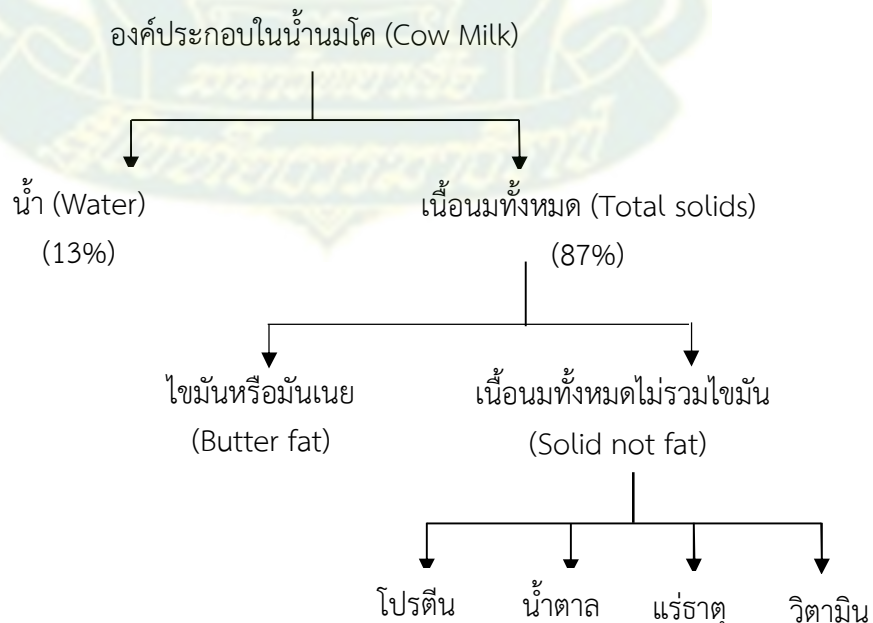 องค์ประกอบในน้ำนมโค (Cow Milk)
น้ำ (Water)
(13%)
เนื้อนมทั้งหมด (Total solids)
(87%)
ไขมันหรือมันเนย
(Butter fat)
เนื้อนมทั้งหมดไม่รวมไขมัน
(Solid not fat)
โปรตีน น้ำตาล แร่ธาตุ วิตามิน